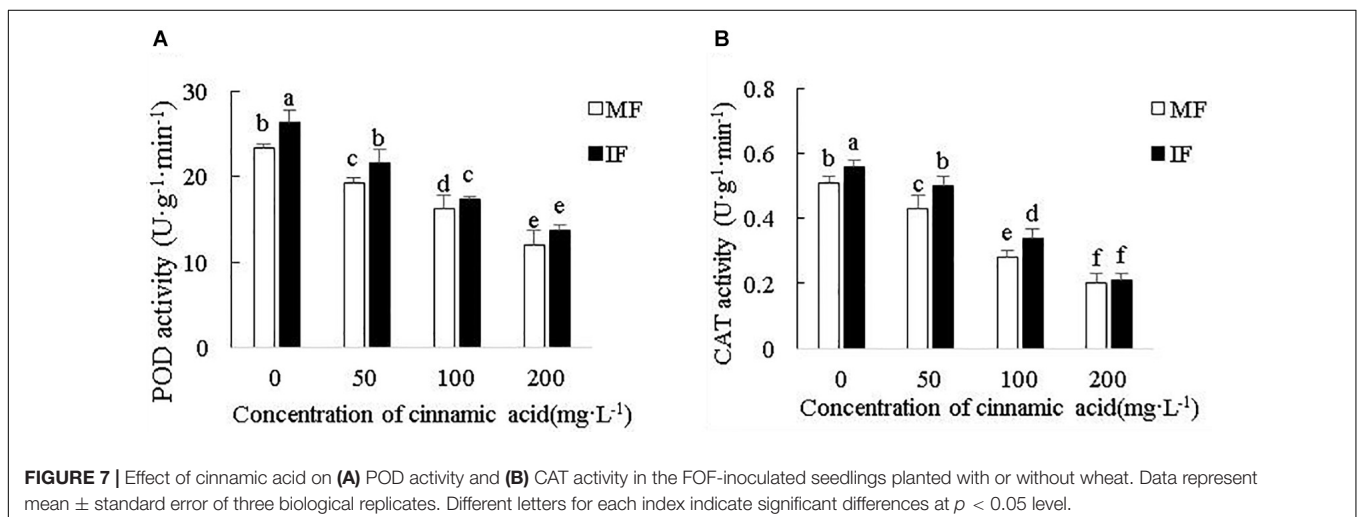 A
POD activity (U·g⁻¹·min⁻¹)
30
20
10
0
b a
c b
d c
e e
MF
IF
0 50 100 200
Concentration of cinnamic acid(mg·L⁻¹)
B
CAT activity (U·g⁻¹·min⁻¹)
0.8
0.6
0.4
0.2
0
b a
c b
e d
f f
MF
IF
0 50 100 200
Concentration of cinnamic acid(mg·L⁻¹)
FIGURE 7 | Effect of cinnamic acid on (A) POD activity and (B) CAT activity in the FOF-inoculated seedlings planted with or without wheat. Data represent
mean ± standard error of three biological replicates. Different letters for each index indicate significant differences at p < 0.05 level.